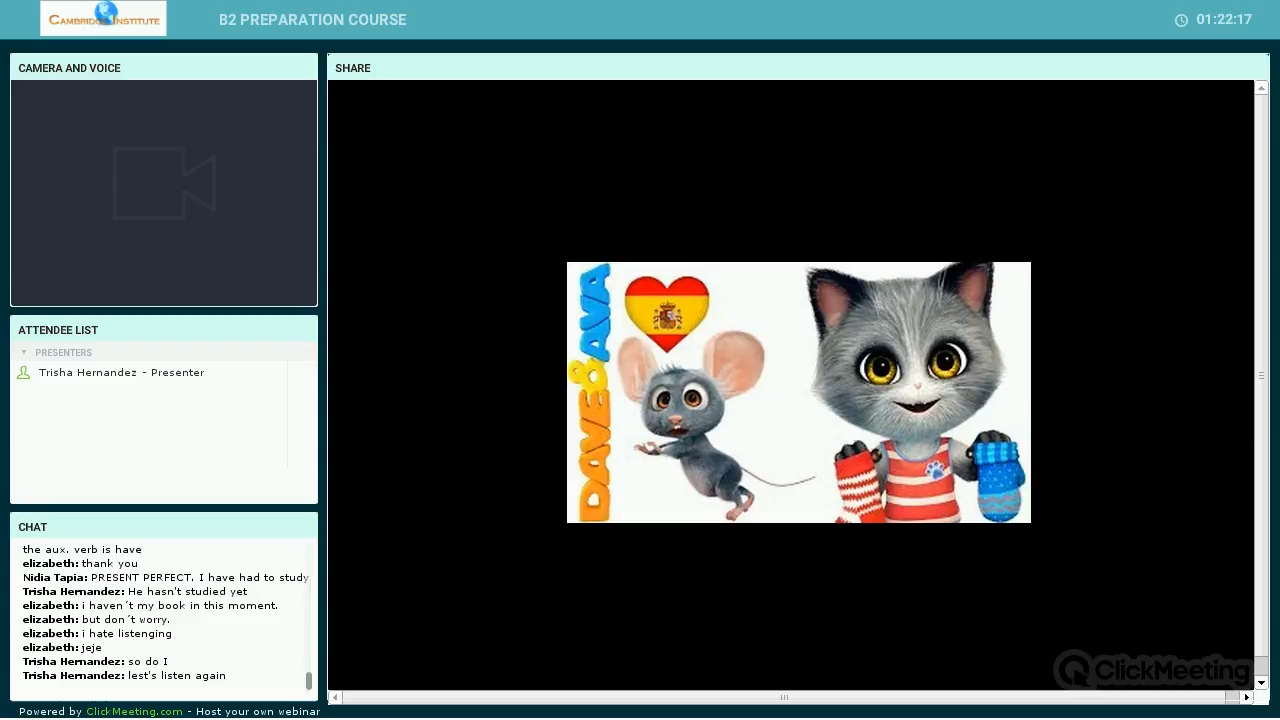 CAMBRIDGE INSTITUTE
B2 PREPARATION COURSE
01:22:17
CAMERA AND VOICE
SHARE
DAVE&AVA
ATTENDEE LIST
PRESENTERS
Trisha Hernandez - Presenter
CHAT
the aux. verb is have
elizabeth: thank you
Nidia Tapia: PRESENT PERFECT. I have had to study
Trisha Hernandez: He hasn't studied yet
elizabeth: i haven´t my book in this moment.
elizabeth: but don´t worry.
elizabeth: i hate listenging
elizabeth: jeje
Trisha Hernandez: so do I
Trisha Hernandez: lest's listen again
ClickMeeting
Powered by ClickMeeting.com - Host your own webinar